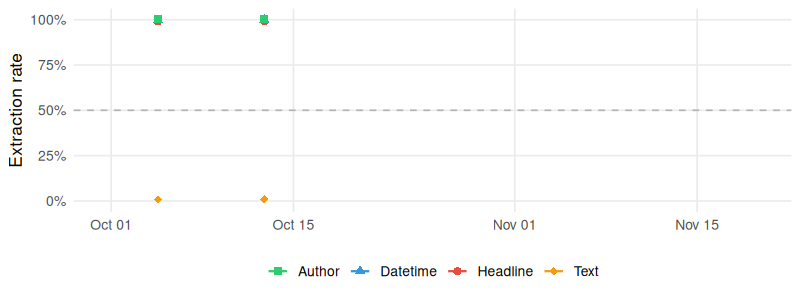 Extraction rate
100%
75%
50%
25%
0%
Oct 01 Oct 15 Nov 01 Nov 15
Author Datetime Headline Text